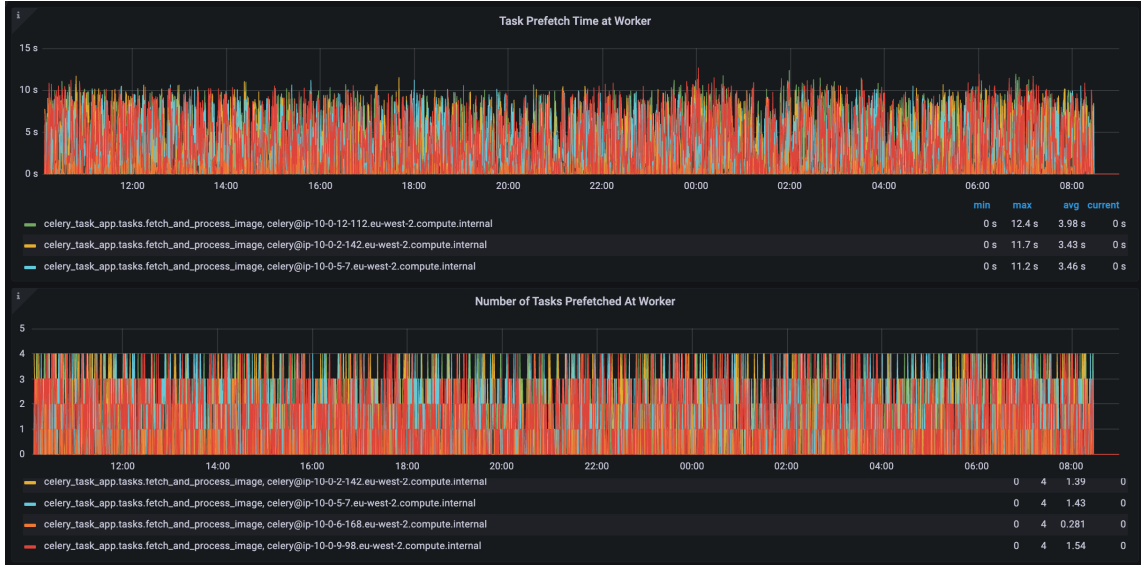 i
Task Prefetch Time at Worker
15 s
10 s
5 s
0 s
12:00 14:00 16:00 18:00 20:00 22:00 00:00 02:00 04:00 06:00 08:00
min max avg current
celery_task_app.tasks.fetch_and_process_image, celery@ip-10-0-12-112.eu-west-2.compute.internal 0 s 12.4 s 3.98 s 0 s
celery_task_app.tasks.fetch_and_process_image, celery@ip-10-0-2-142.eu-west-2.compute.internal 0 s 11.7 s 3.43 s 0 s
celery_task_app.tasks.fetch_and_process_image, celery@ip-10-0-5-7.eu-west-2.compute.internal 0 s 11.2 s 3.46 s 0 s
i
Number of Tasks Prefetched At Worker
5
4
3
2
1
0
12:00 14:00 16:00 18:00 20:00 22:00 00:00 02:00 04:00 06:00 08:00
celery_task_app.tasks.fetch_and_process_image, celery@ip-10-0-2-142.eu-west-2.compute.internal 0 4 1.39 0
celery_task_app.tasks.fetch_and_process_image, celery@ip-10-0-5-7.eu-west-2.compute.internal 0 4 1.43 0
celery_task_app.tasks.fetch_and_process_image, celery@ip-10-0-6-168.eu-west-2.compute.internal 0 4 0.281 0
celery_task_app.tasks.fetch_and_process_image, celery@ip-10-0-9-98.eu-west-2.compute.internal 0 4 1.54 0